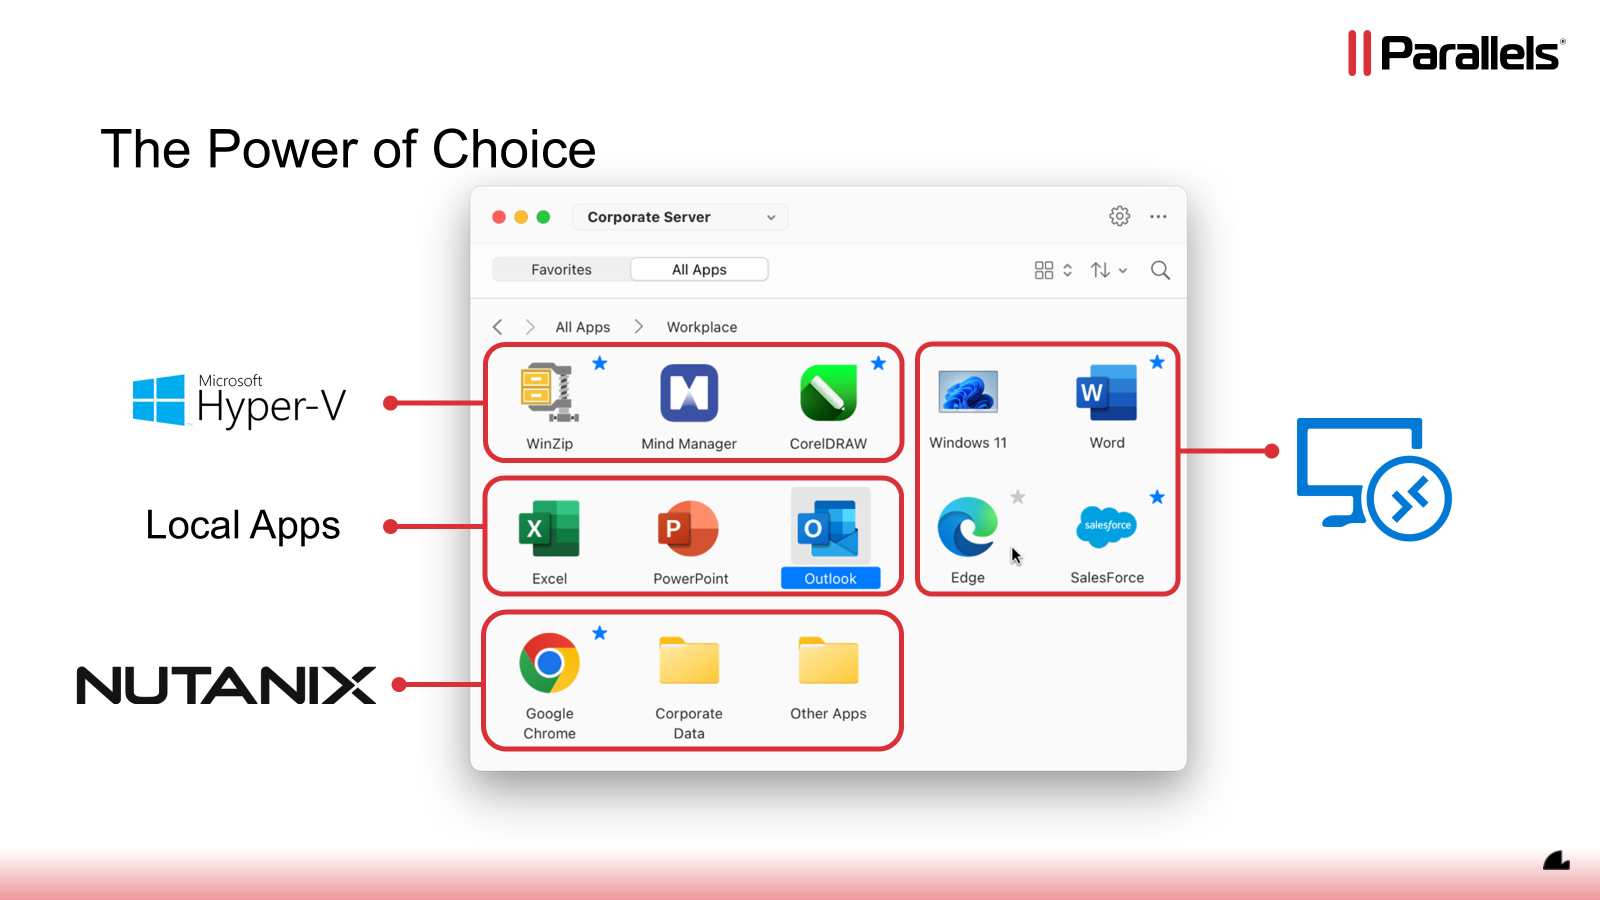 Parallels®
The Power of Choice
Corporate Server
Favorites
All Apps
All Apps
Workplace
Microsoft
Hyper-V
WinZip
Mind Manager
CorelDRAW
Windows 11
W
Word
Local Apps
X
Excel
P
PowerPoint
O
Outlook
Edge
salesforce
SalesForce
NUTANIX
Google
Chrome
Corporate
Data
Other Apps